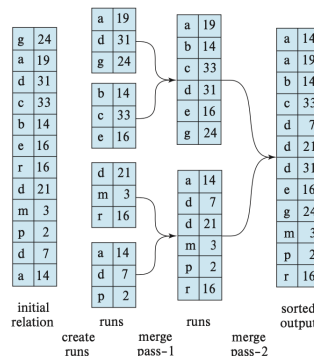 g 24
a 19
d 31
c 33
b 14
e 16
r 16
d 21
m 3
p 2
d 7
a 14
initial
relation
a 19
d 31
g 24
b 14
c 33
e 16
d 21
m 3
r 16
a 14
d 7
p 2
runs
a 19
b 14
c 33
d 31
e 16
g 24
a 14
d 7
d 21
m 3
p 2
r 16
runs
a 14
a 19
b 14
c 33
d 7
d 21
d 31
e 16
g 24
m 3
p 2
r 16
sorted
output
create
runs
merge
pass–1
merge
pass–2